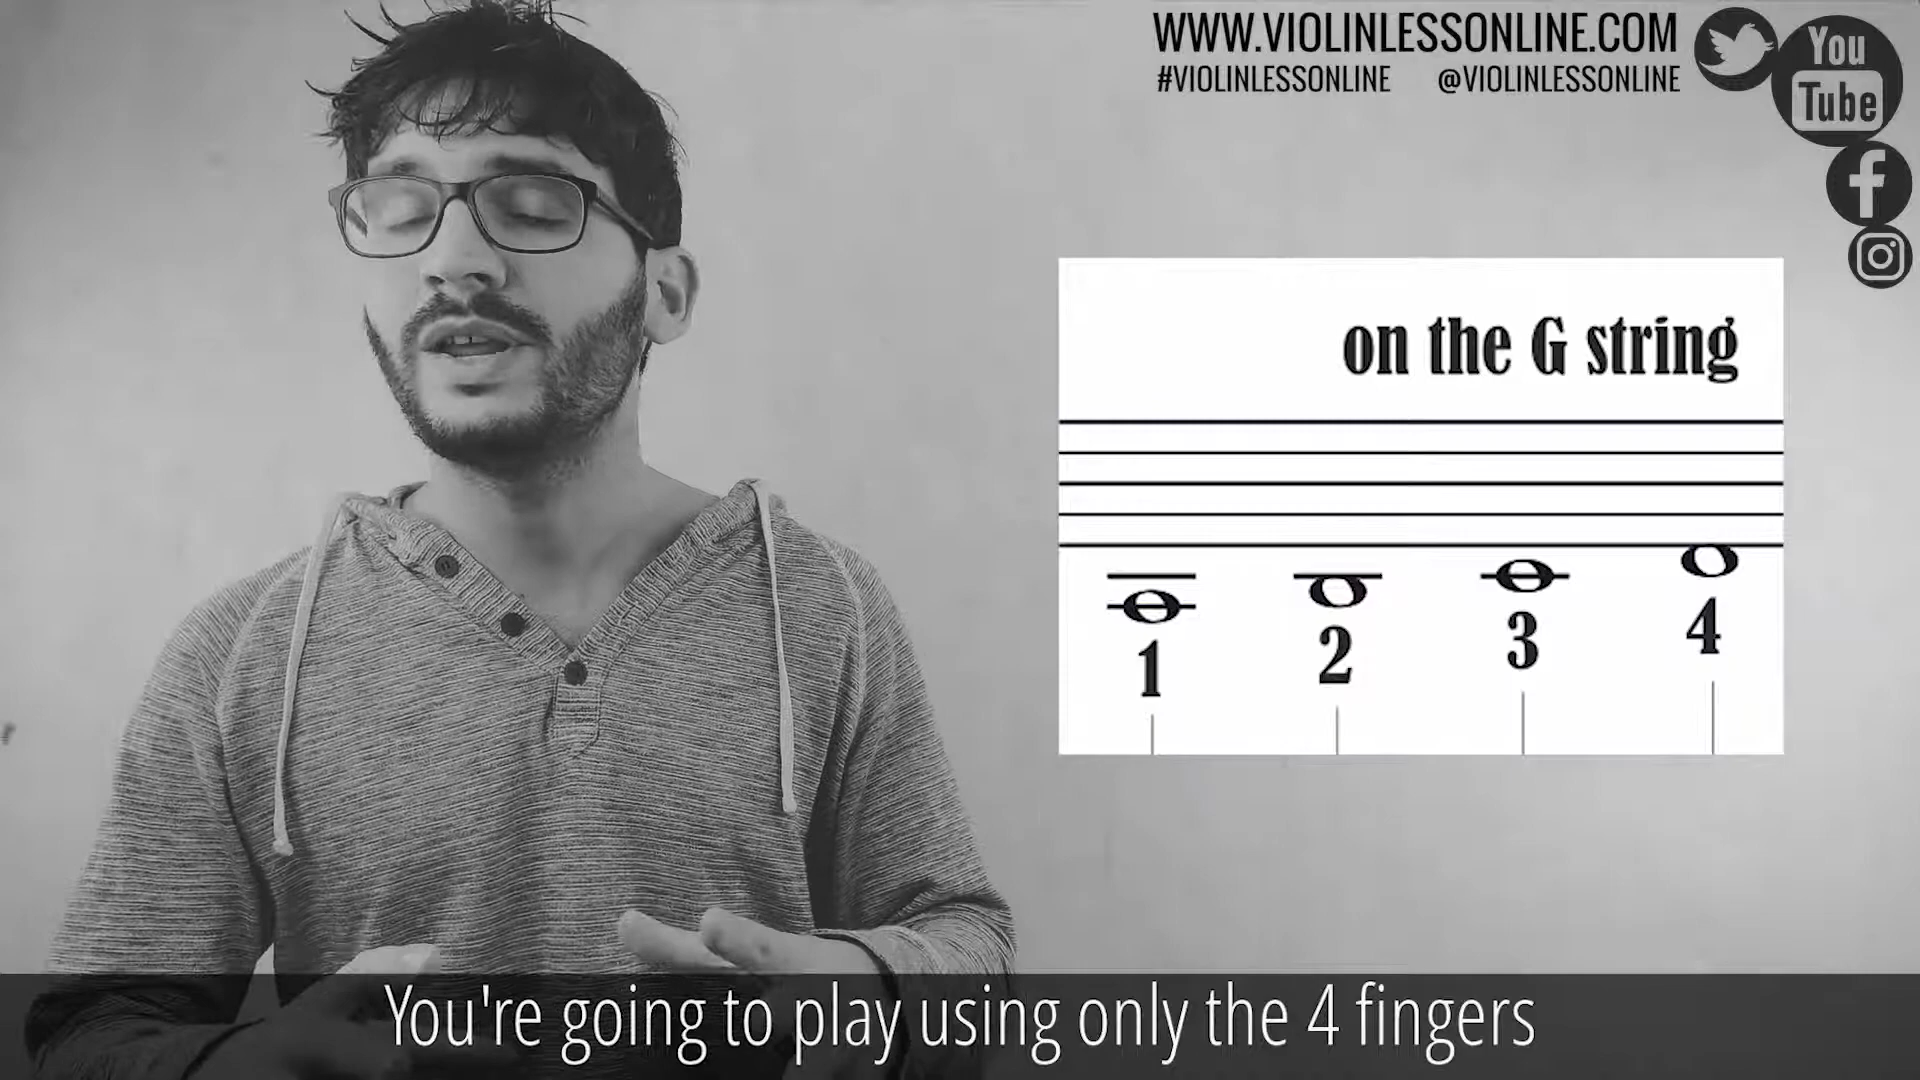 WWW.VIOLINLESSONLINE.COM
#VIOLINLESSONLINE @VIOLINLESSONLINE
You
Tube
on the G string
1 2 3 4
You're going to play using only the 4 fingers